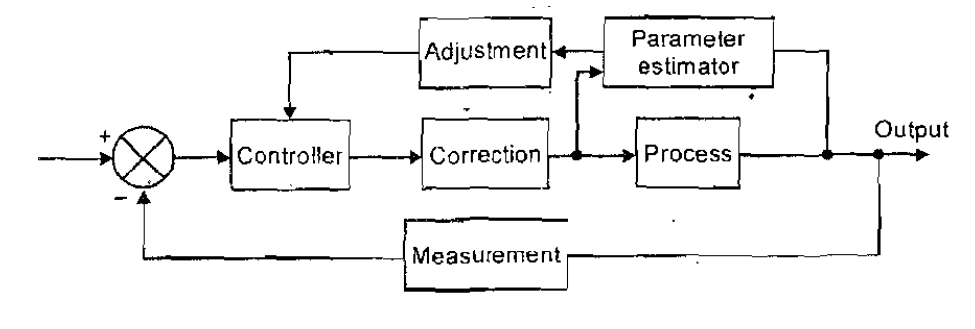 Adjustment
Parameter
estimator
+
Controller
Correction
Process
Output
−
Measurement